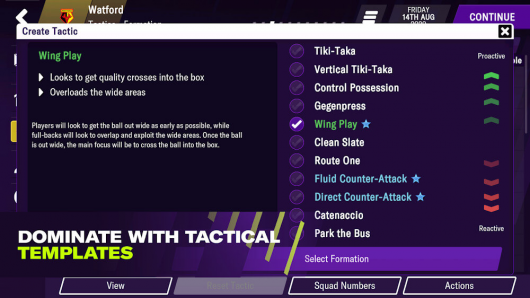 Watford
FRIDAY
14TH AUG
CONTINUE
Create Tactic
Wing Play
Looks to get quality crosses into the box
Overloads the wide areas
Players will look to get the ball out wide as early as possible, while
full-backs will look to overlap and exploit the wide areas. Once the ball
is out wide, the main focus will be to cross the ball into the box.
Tiki-Taka
Vertical Tiki-Taka
Control Possession
Gegenpress
Wing Play
Clean Slate
Route One
Fluid Counter-Attack
Direct Counter-Attack
Catenaccio
Park the Bus
Proactive
Reactive
Select Formation
DOMINATE WITH TACTICAL
TEMPLATES
View
Squad Numbers
Actions